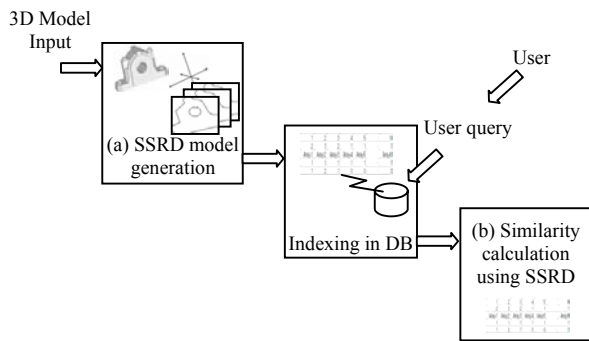 3D Model
Input
(a) SSRD model
generation
User
User query
Indexing in DB
(b) Similarity
calculation
using SSRD